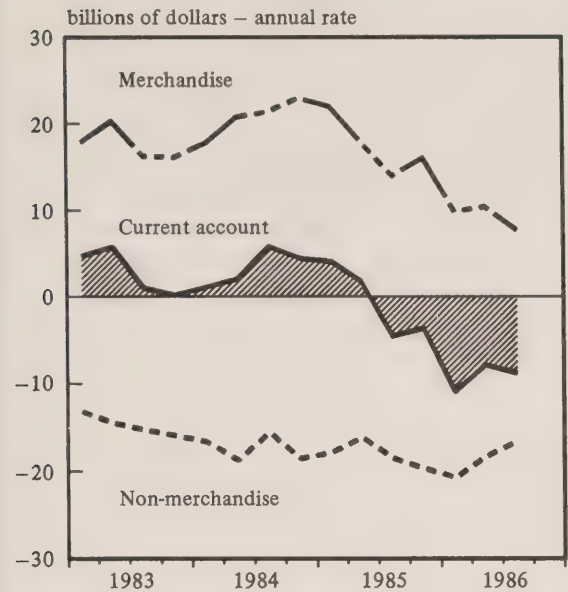 billions of dollars – annual rate
30
Merchandise
20
10
Current account
0
−10
−20
Non-merchandise
−30
1983 1984 1985 1986